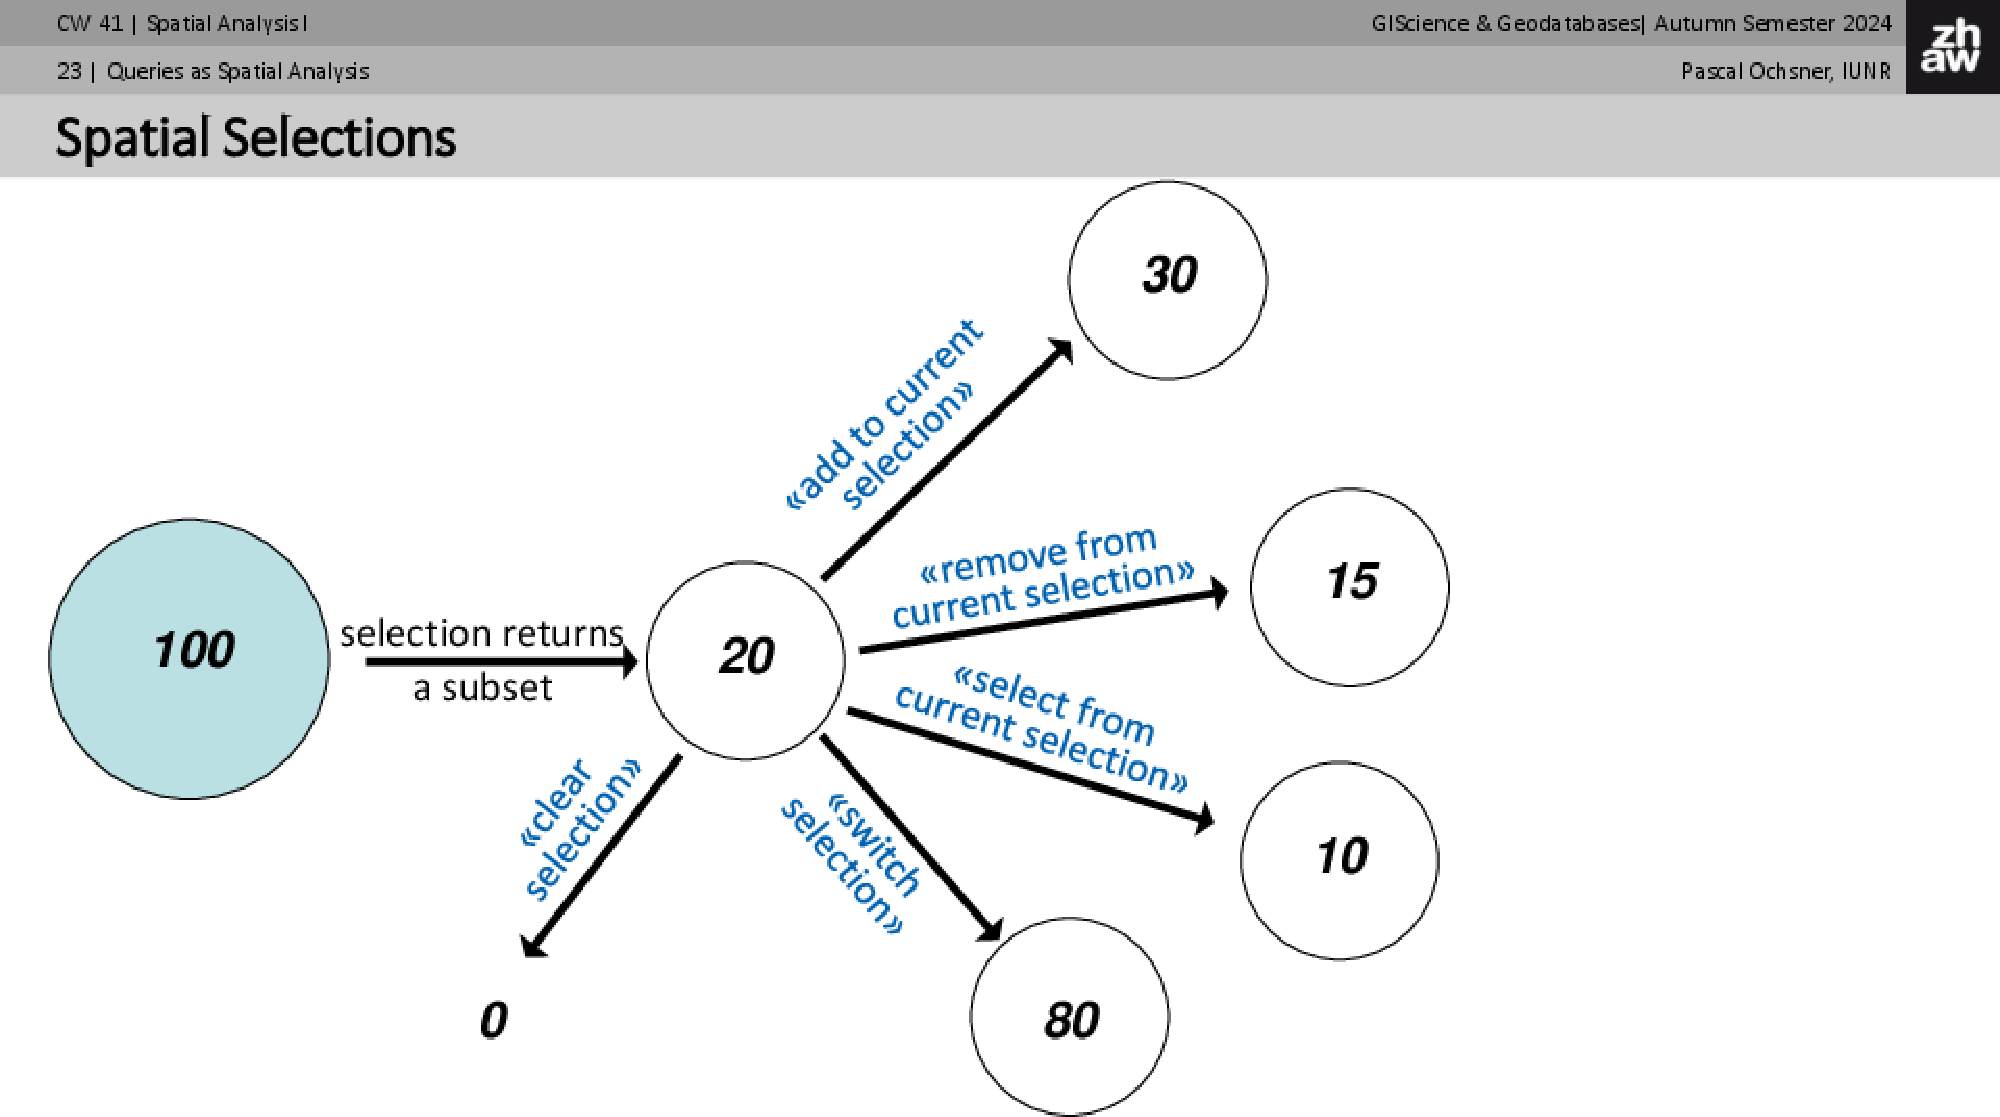 CW 41 | Spatial Analysis I
GIScience & Geodatabases| Autumn Semester 2024
zh
aw
23 | Queries as Spatial Analysis
Pascal Ochsner, IUNR
Spatial Selections
30
«add to current
selection»
«remove from
current selection»
15
100
selection returns
a subset
20
«select from
current selection»
10
«clear
selection»
«switch
selection»
0
80